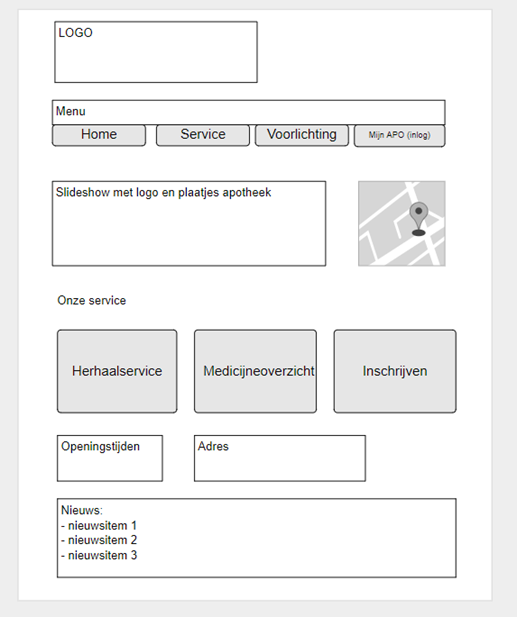 LOGO
Menu
Home
Service
Voorlichting
Mijn APO (inlog)
Slideshow met logo en plaatjes apotheek
Onze service
Herhaalservice
Medicijneoverzicht
Inschrijven
Openingstijden
Adres
Nieuws:
- nieuwsitem 1
- nieuwsitem 2
- nieuwsitem 3